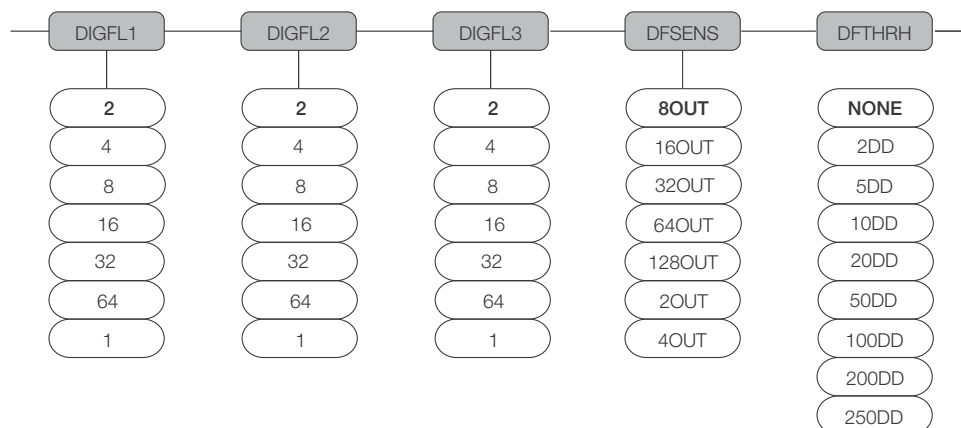 DIGFL1 DIGFL2 DIGFL3 DFSENS DFTHRH
2 2 2 8OUT NONE
4 4 4 16OUT 2DD
8 8 8 32OUT 5DD
16 16 16 64OUT 10DD
32 32 32 128OUT 20DD
64 64 64 2OUT 50DD
1 1 1 4OUT 100DD
200DD
250DD